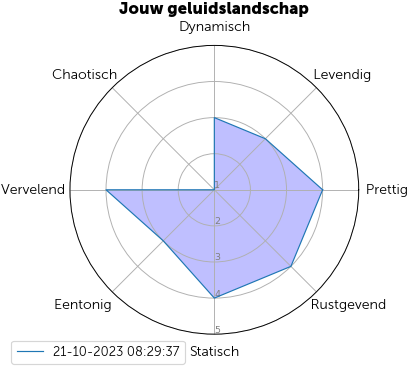 Jouw geluidslandschap
Dynamisch
Chaotisch
Levendig
Vervelend
1
Prettig
2
3
4
Eentonig
Rustgevend
5
21-10-2023 08:29:37
Statisch